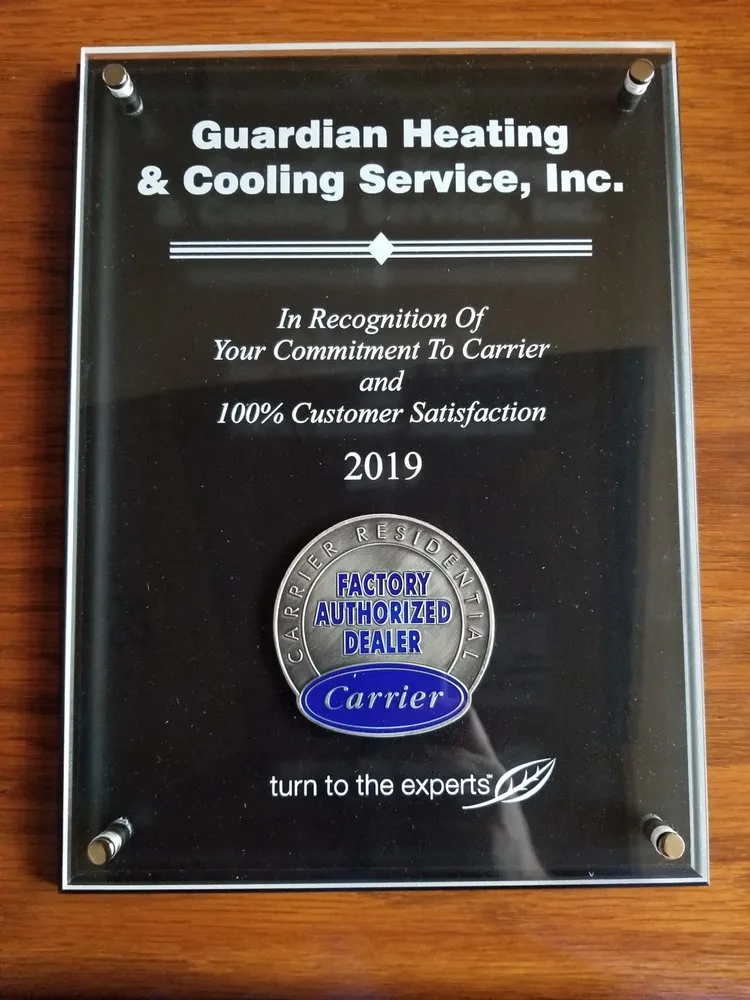 Guardian Heating
& Cooling Service, Inc.
In Recognition Of
Your Commitment To Carrier
and
100% Customer Satisfaction
2019
CARRIER RESIDENTIAL
FACTORY
AUTHORIZED
DEALER
Carrier
turn to the experts™